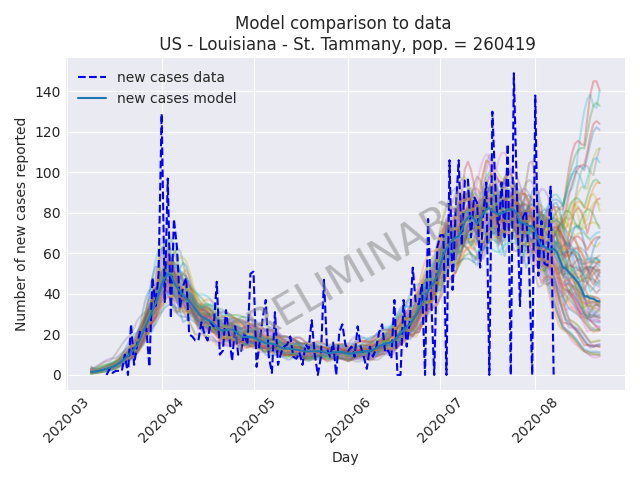 Model comparison to data
US - Louisiana - St. Tammany, pop. = 260419
new cases data
new cases model
Number of new cases reported
140
120
100
80
60
40
20
0
PRELIMINARY
2020-03
2020-04
2020-05
2020-06
2020-07
2020-08
Day